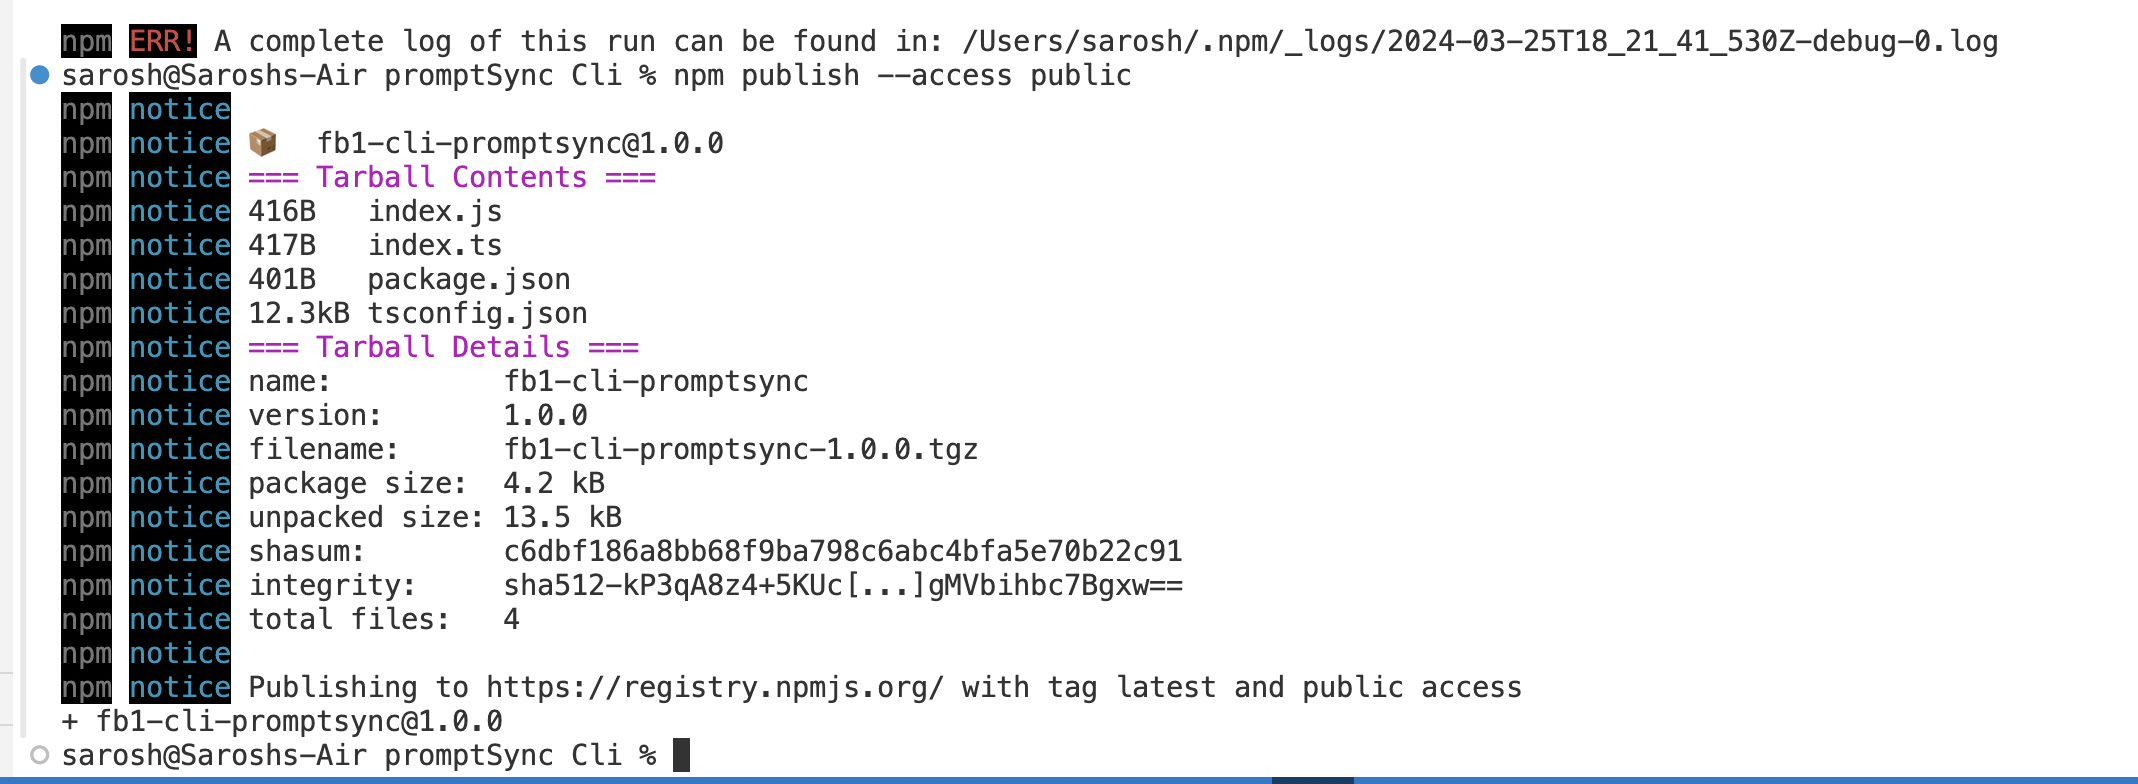 npm ERR! A complete log of this run can be found in: /Users/sarosh/.npm/_logs/2024-03-25T18_21_41_530Z-debug-0.log
sarosh@Saroshs-Air promptSync Cli % npm publish --access public
npm notice
npm notice 📦  fb1-cli-promptsync@1.0.0
npm notice === Tarball Contents ===
npm notice 416B   index.js
npm notice 417B   index.ts
npm notice 401B   package.json
npm notice 12.3kB tsconfig.json
npm notice === Tarball Details ===
npm notice name:          fb1-cli-promptsync
npm notice version:       1.0.0
npm notice filename:      fb1-cli-promptsync-1.0.0.tgz
npm notice package size:  4.2 kB
npm notice unpacked size: 13.5 kB
npm notice shasum:        c6dbf186a8bb68f9ba798c6abc4bfa5e70b22c91
npm notice integrity:     sha512-kP3qA8z4+5KUc[...]gMVbihbc7Bgxw==
npm notice total files:   4
npm notice
npm notice Publishing to https://registry.npmjs.org/ with tag latest and public access
+ fb1-cli-promptsync@1.0.0
sarosh@Saroshs-Air promptSync Cli %